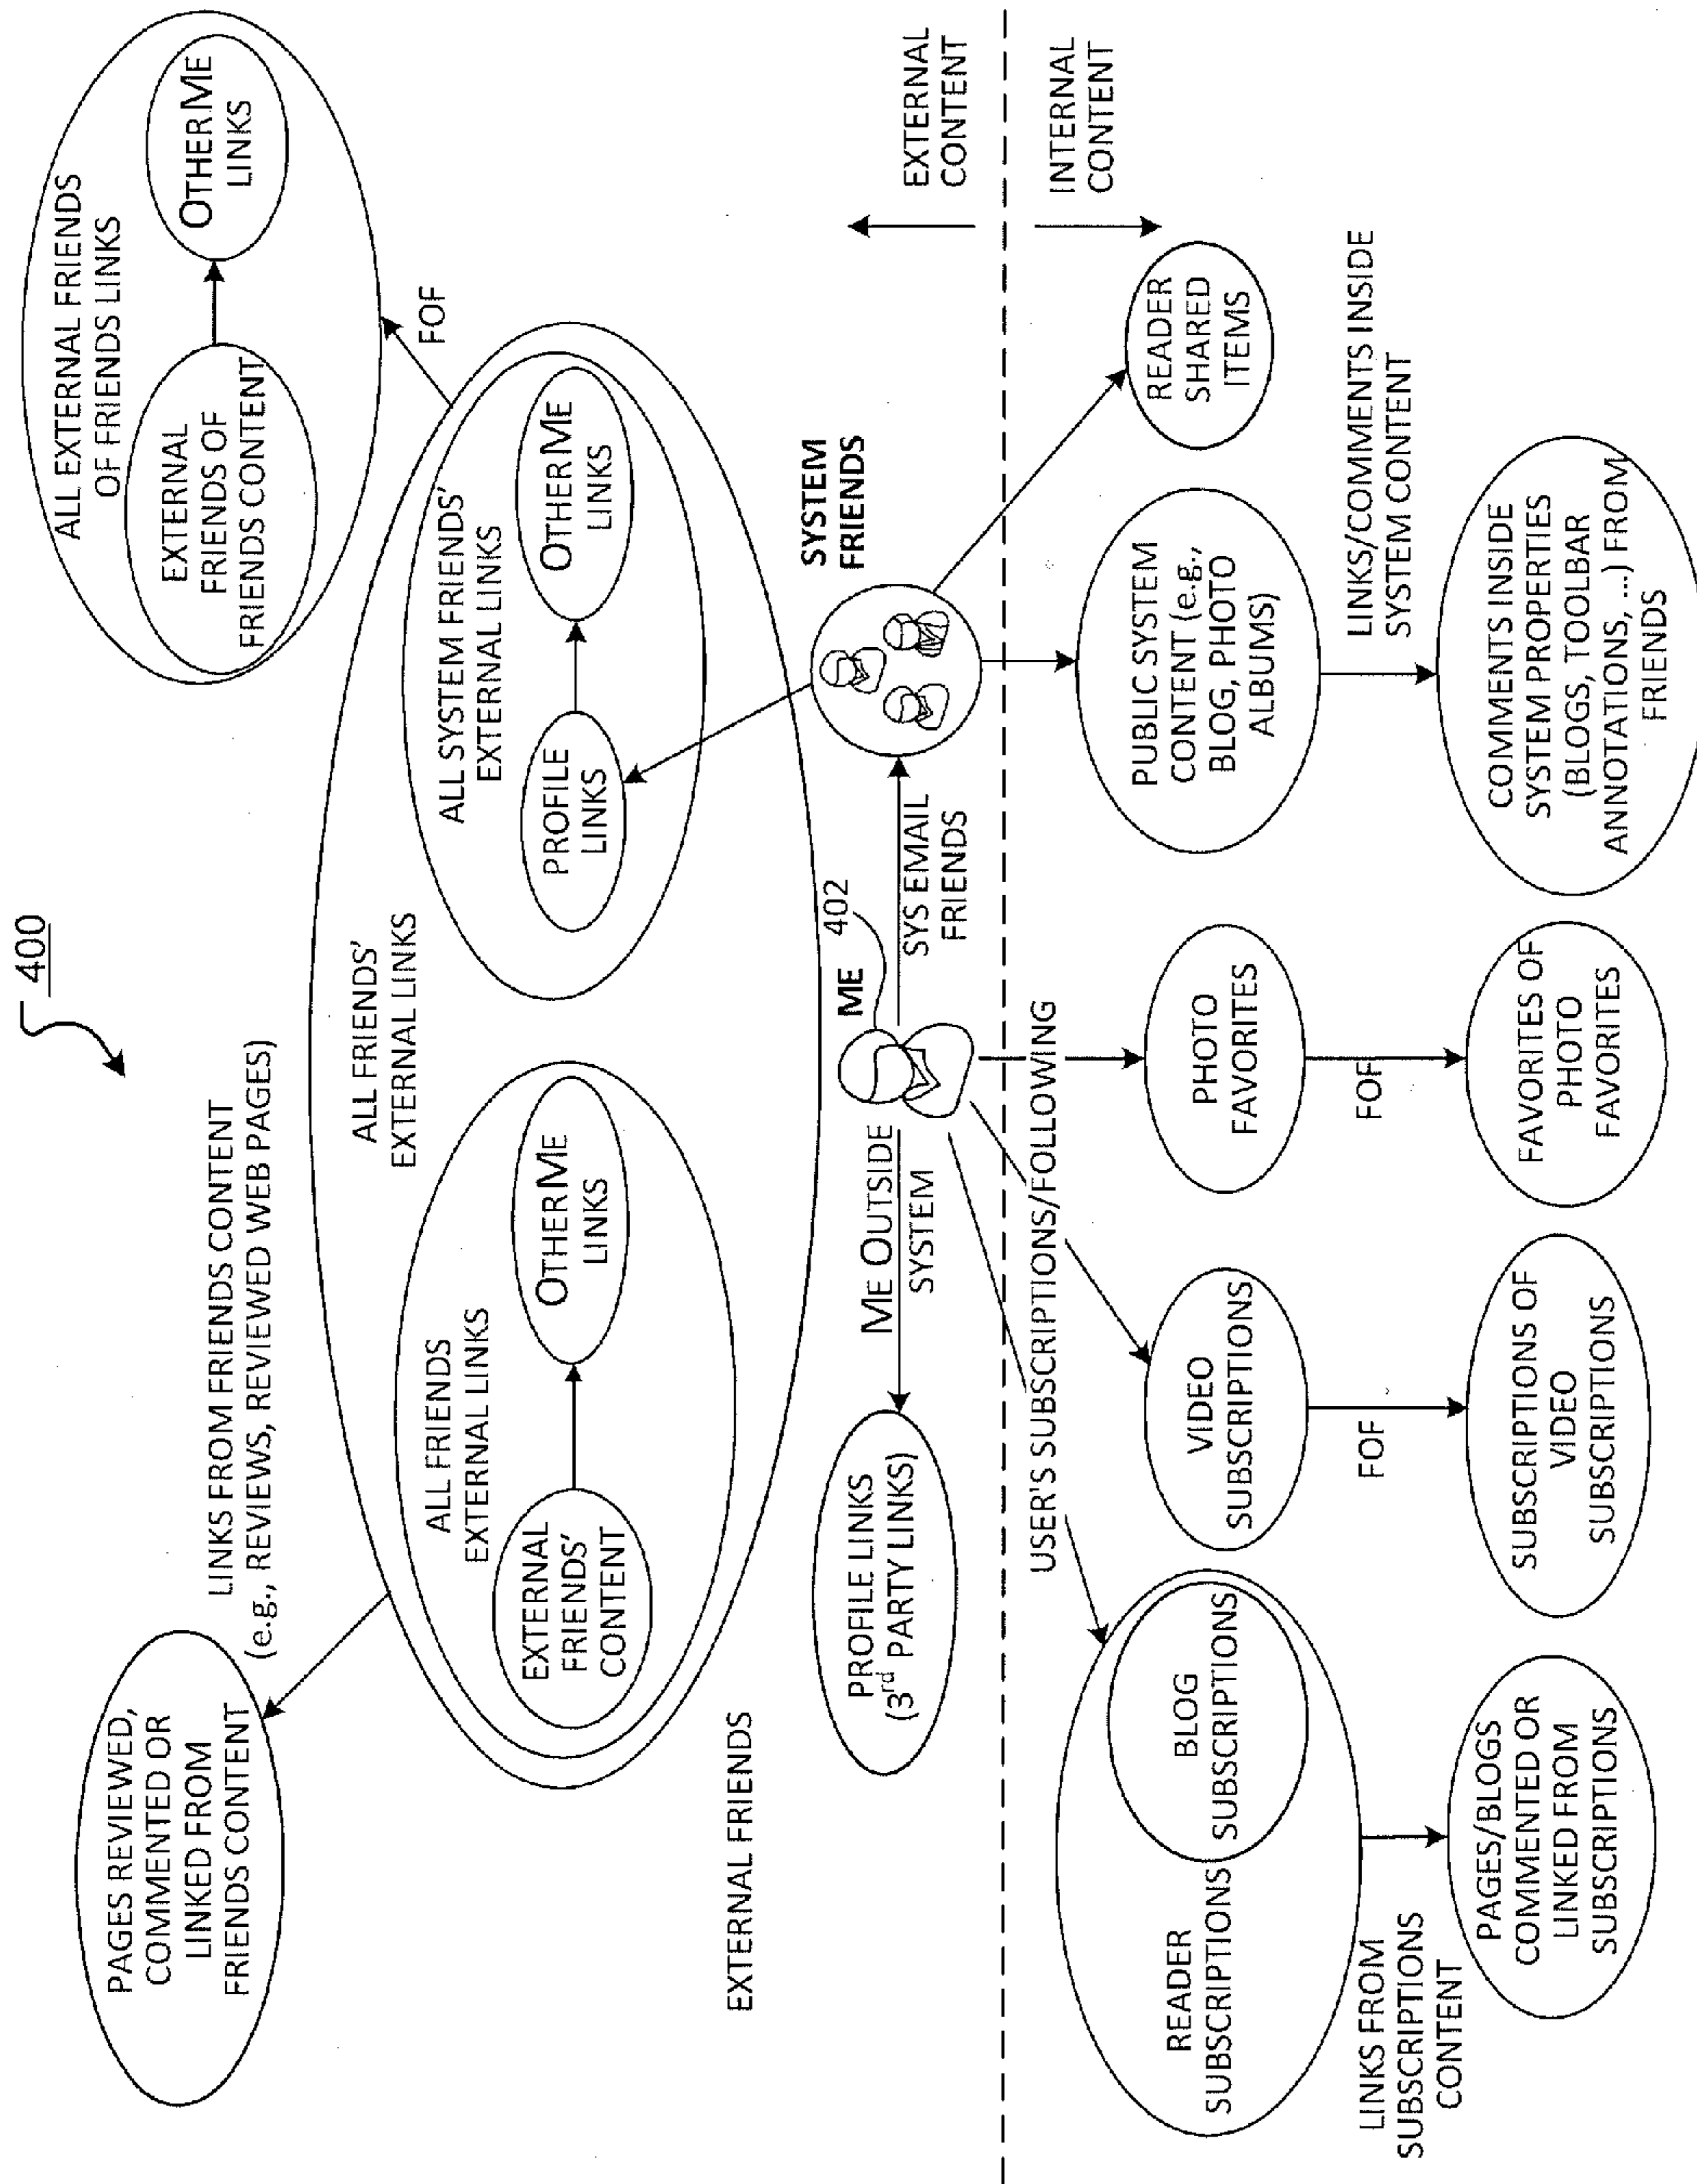 400
LINKS FROM FRIENDS CONTENT
(e.g., REVIEWS, REVIEWED WEB PAGES)
PAGES REVIEWED,
COMMENTED OR
LINKED FROM
FRIENDS CONTENT
ALL EXTERNAL FRIENDS
OF FRIENDS LINKS
EXTERNAL
FRIENDS OF
FRIENDS CONTENT
OTHERME
LINKS
FOF
ALL FRIENDS'
EXTERNAL LINKS
ALL FRIENDS
EXTERNAL LINKS
EXTERNAL
FRIENDS'
CONTENT
OTHERME
LINKS
ALL SYSTEM FRIENDS'
EXTERNAL LINKS
PROFILE
LINKS
OTHERME
LINKS
EXTERNAL FRIENDS
PROFILE LINKS
(3rd PARTY LINKS)
ME OUTSIDE
SYSTEM
ME
402
SYS EMAIL
FRIENDS
SYSTEM
FRIENDS
EXTERNAL
CONTENT
INTERNAL
CONTENT
USER'S SUBSCRIPTIONS/FOLLOWING
READER
SUBSCRIPTIONS
BLOG
SUBSCRIPTIONS
VIDEO
SUBSCRIPTIONS
PHOTO
FAVORITES
PUBLIC SYSTEM
CONTENT (e.g.,
BLOG, PHOTO
ALBUMS)
READER
SHARED
ITEMS
LINKS FROM
SUBSCRIPTIONS
CONTENT
FOF
FOF
LINKS/COMMENTS INSIDE
SYSTEM CONTENT
PAGES/BLOGS
COMMENTED OR
LINKED FROM
SUBSCRIPTIONS
SUBSCRIPTIONS OF
VIDEO
SUBSCRIPTIONS
FAVORITES OF
PHOTO
FAVORITES
COMMENTS INSIDE
SYSTEM PROPERTIES
(BLOGS, TOOLBAR
ANNOTATIONS, ...) FROM
FRIENDS